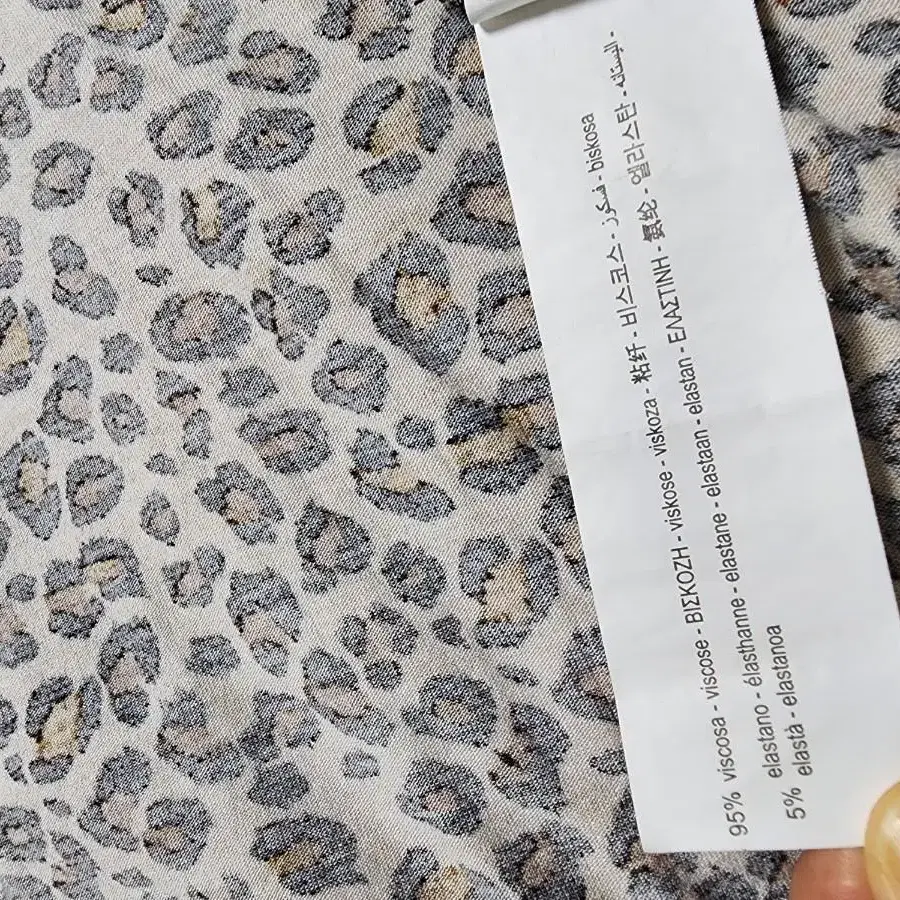 95% viscosa - viscose - ΒΙΣΚΟΖΗ - viskose - viskoza - 粘纤 - 비스코스 - فسكوز - biskosa
elastano - élasthanne - elastane - elastaan - elastan - ΕΛΑΣΤΙΝΗ - 氨纶 - 엘라스탄 -
5% elastà - elastanoa